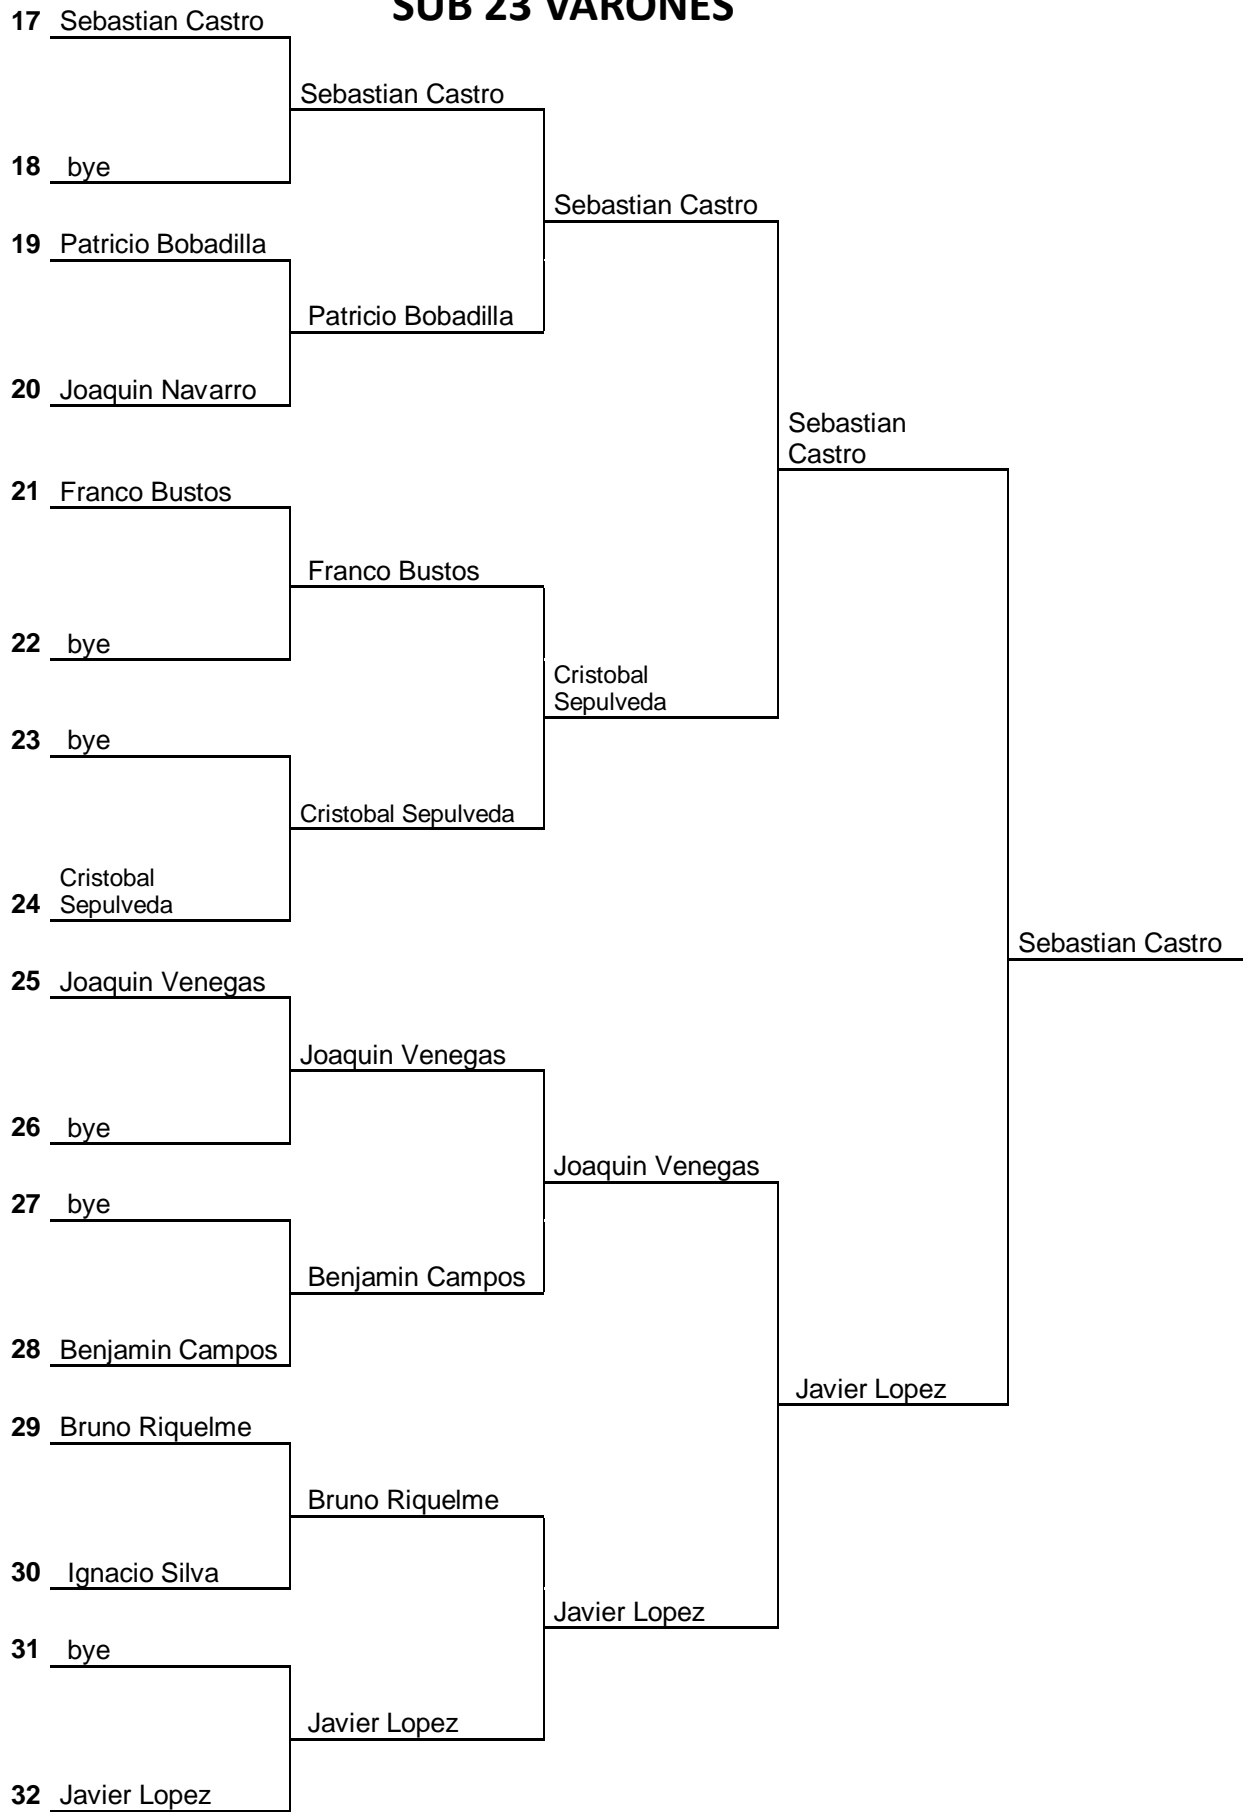 SUB 23 VARONES
17 Sebastian Castro
Sebastian Castro
18 bye
Sebastian Castro
19 Patricio Bobadilla
Patricio Bobadilla
20 Joaquin Navarro
Sebastian
Castro
21 Franco Bustos
Franco Bustos
22 bye
Cristobal
Sepulveda
23 bye
Cristobal Sepulveda
Cristobal
24 Sepulveda
Sebastian Castro
25 Joaquin Venegas
Joaquin Venegas
26 bye
Joaquin Venegas
27 bye
Benjamin Campos
28 Benjamin Campos
Javier Lopez
29 Bruno Riquelme
Bruno Riquelme
30 Ignacio Silva
Javier Lopez
31 bye
Javier Lopez
32 Javier Lopez